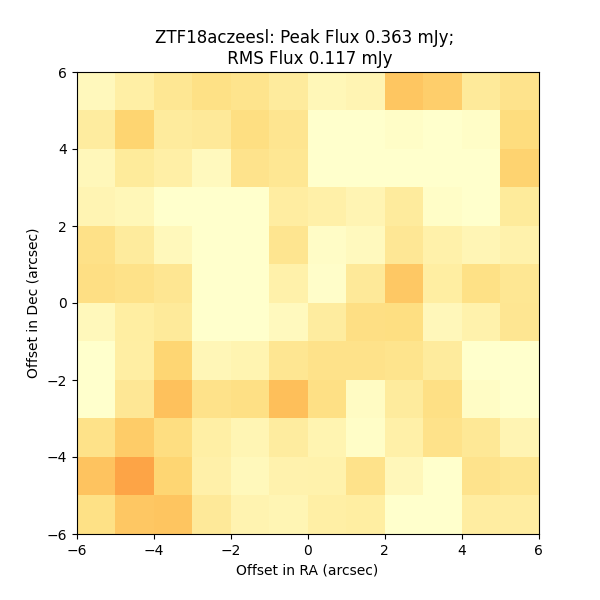 ZTF18aczeesl: Peak Flux 0.363 mJy;
RMS Flux 0.117 mJy
6
4
2
0
−2
−4
−6
Offset in Dec (arcsec)
−6 −4 −2 0 2 4 6
Offset in RA (arcsec)